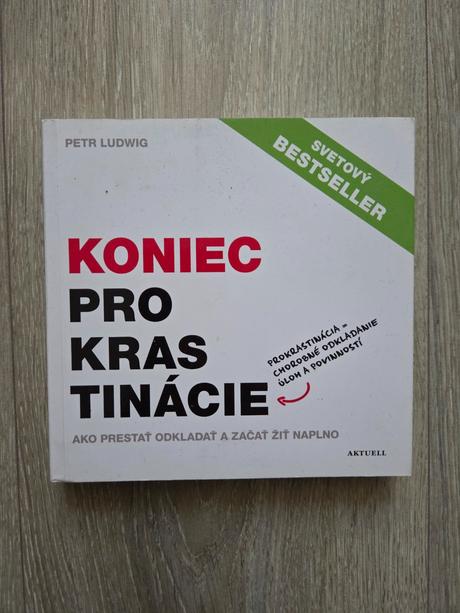 PETR LUDWIG
SVETOVÝ
BESTSELLER
KONIEC
PRO
KRAS
TINÁCIE
PROKRASTINÁCIA =
CHOROBNÉ ODKLADANIE
ÚLOH A POVINNOSTÍ
AKO PRESTAŤ ODKLADAŤ A ZAČAŤ ŽIŤ NAPLNO
AKTUELL